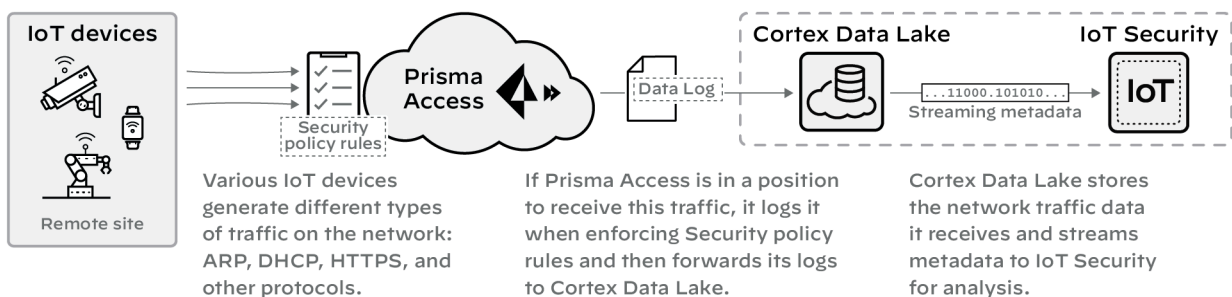 IoT devices
Remote site
Security
policy rules
Prisma
Access
Data Log
Cortex Data Lake
IoT Security
...11000.101010...
Streaming metadata
IoT
Various IoT devices
generate different types
of traffic on the network:
ARP, DHCP, HTTPS, and
other protocols.
If Prisma Access is in a position
to receive this traffic, it logs it
when enforcing Security policy
rules and then forwards its logs
to Cortex Data Lake.
Cortex Data Lake stores
the network traffic data
it receives and streams
metadata to IoT Security
for analysis.